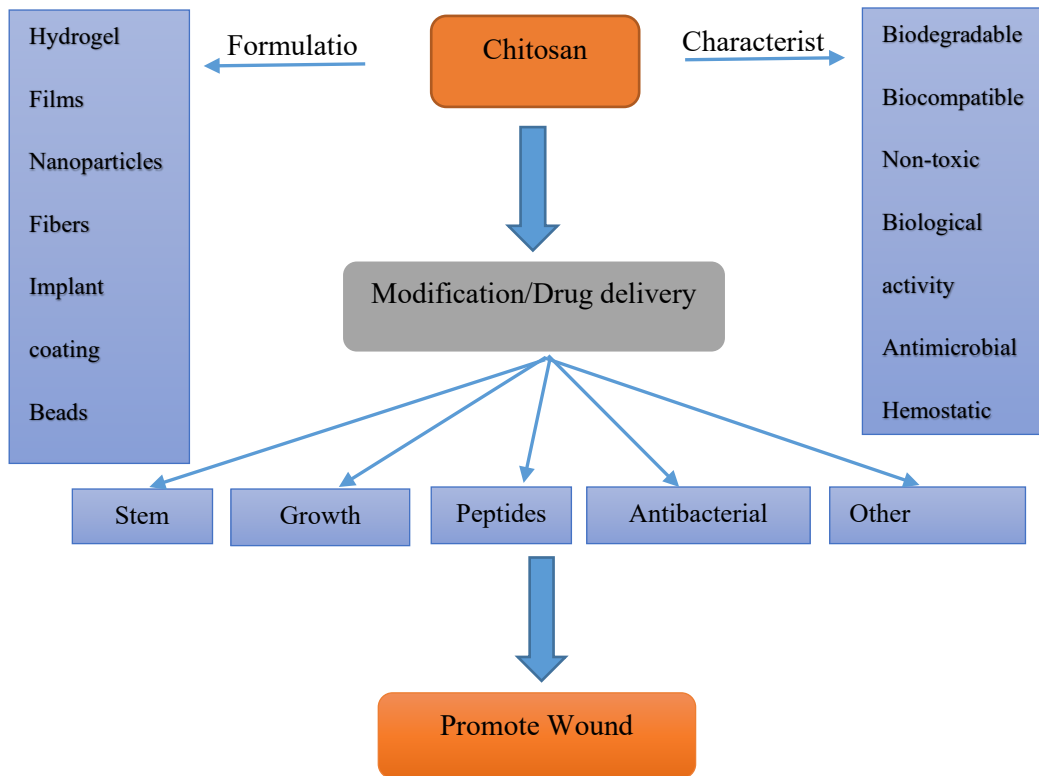 Hydrogel
Films
Nanoparticles
Fibers
Implant
coating
Beads
Formulatio
Chitosan
Characterist
Biodegradable
Biocompatible
Non-toxic
Biological
activity
Antimicrobial
Hemostatic
Modification/Drug delivery
Stem
Growth
Peptides
Antibacterial
Other
Promote Wound